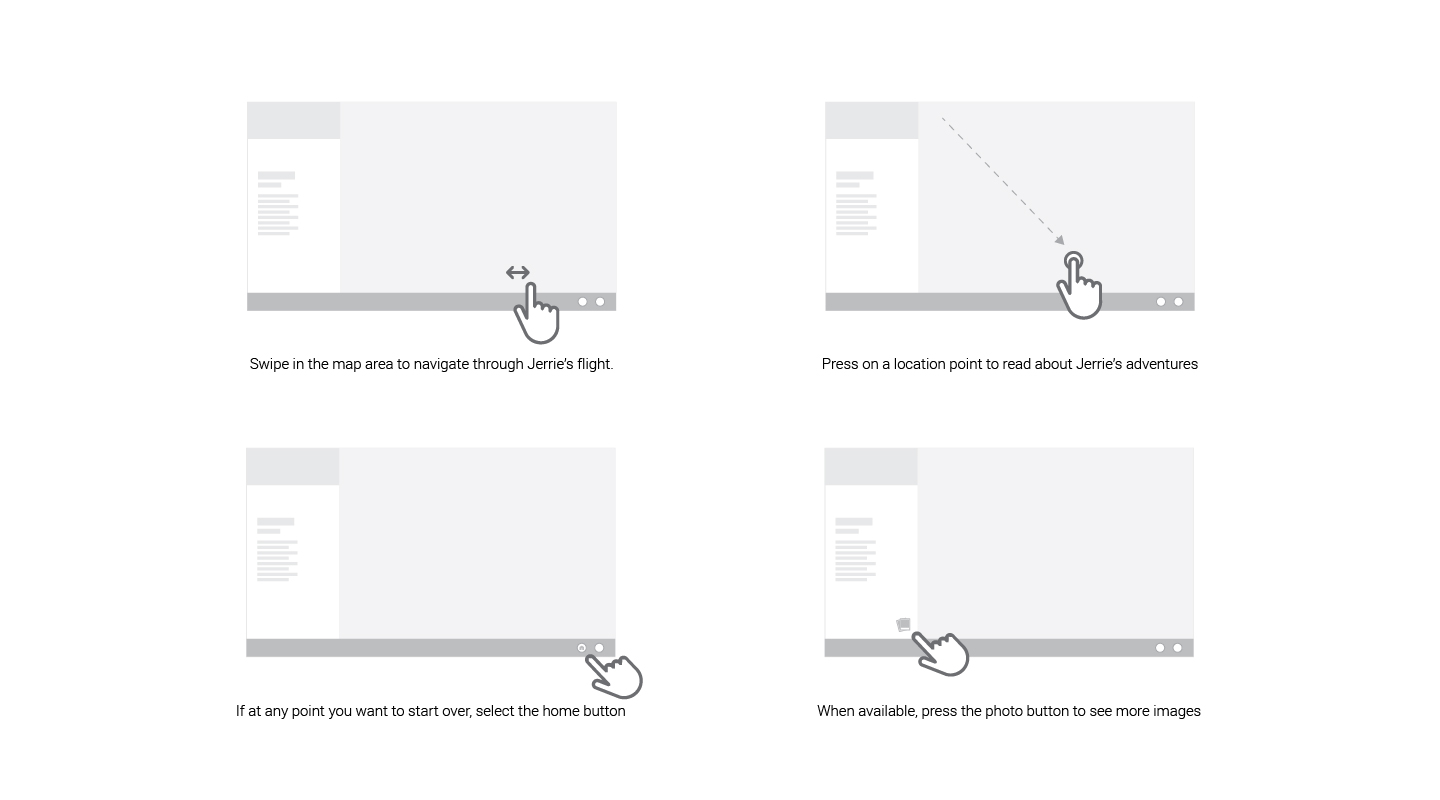 Swipe in the map area to navigate through Jerrie’s flight.
Press on a location point to read about Jerrie’s adventures
If at any point you want to start over, select the home button
When available, press the photo button to see more images